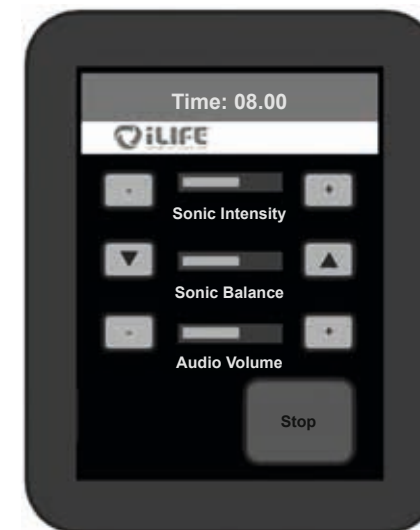 Time: 08.00
iLIFE
- +
Sonic Intensity
▼ ▲
Sonic Balance
- +
Audio Volume
Stop